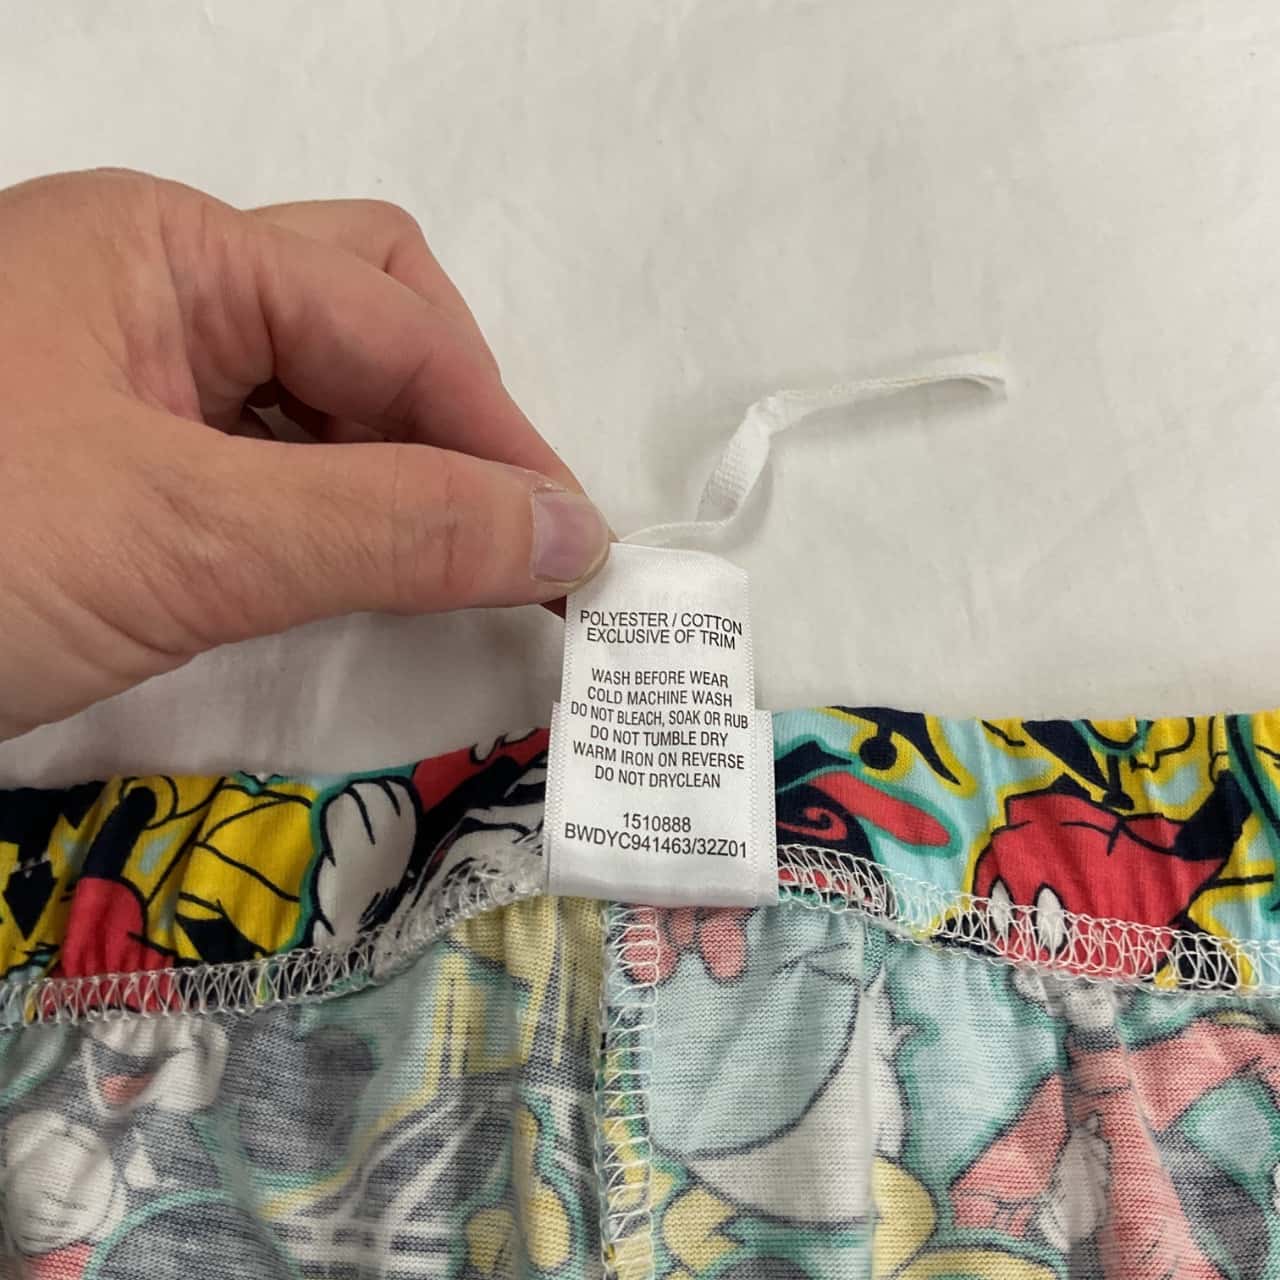 POLYESTER / COTTON
EXCLUSIVE OF TRIM
WASH BEFORE WEAR
COLD MACHINE WASH
DO NOT BLEACH, SOAK OR RUB
DO NOT TUMBLE DRY
WARM IRON ON REVERSE
DO NOT DRYCLEAN
1510888
BWDYC941463/32Z01